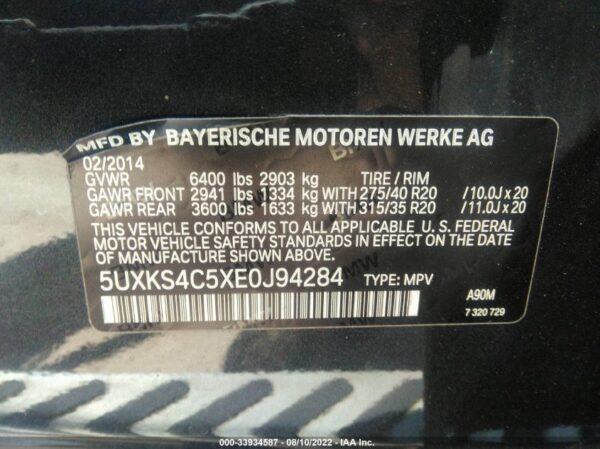 MFD BY BAYERISCHE MOTOREN WERKE AG
02/2014
GVWR 6400 lbs 2903 kg TIRE / RIM
GAWR FRONT 2941 lbs 1334 kg WITH 275/40 R20 /10.0J x 20
GAWR REAR 3600 lbs 1633 kg WITH 315/35 R20 /11.0J x 20
THIS VEHICLE CONFORMS TO ALL APPLICABLE U. S. FEDERAL
MOTOR VEHICLE SAFETY STANDARDS IN EFFECT ON THE
DATE OF MANUFACTURE SHOWN ABOVE.
5UXKS4C5XE0J94284 TYPE: MPV
A90M
7 320 729
000-33934587 - 08/10/2022 - IAA Inc.